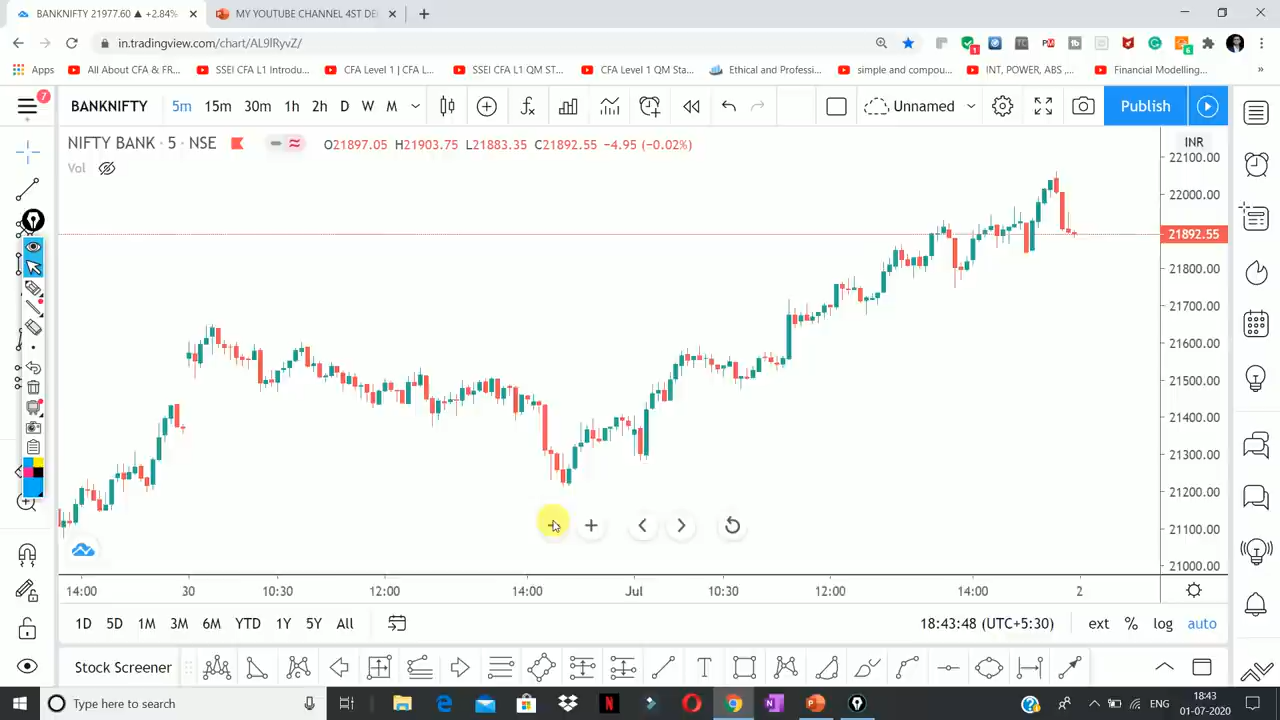 BANKNIFTY 21977.60 ▲ +2.84%
MY YOUTUBE CHANNEL 4ST DE
in.tradingview.com/chart/AL9lRyvZ/
Apps
All About CFA & FR...
SSEI CFA L1 Introdu...
CFA Level 1 l CFA L...
SSEI CFA L1 QM ST...
CFA Level 1 QM Sta...
Ethical and Professi...
simple and compou...
INT, POWER, ABS ,...
Financial Modelling...
»
7
BANKNIFTY
5m 15m 30m 1h 2h D W M
Unnamed
Publish
NIFTY BANK · 5 · NSE
O21897.05 H21903.75 L21883.35 C21892.55 −4.95 (−0.02%)
INR
Vol
22100.00
22000.00
21892.55
21800.00
21700.00
21600.00
21500.00
21400.00
21300.00
21200.00
21100.00
21000.00
14:00 30 10:30 12:00 14:00 Jul 10:30 12:00 14:00 2
1D 5D 1M 3M 6M YTD 1Y 5Y All
18:43:48 (UTC+5:30)
ext % log auto
Stock Screener
Type here to search
ENG
18:43
01-07-2020